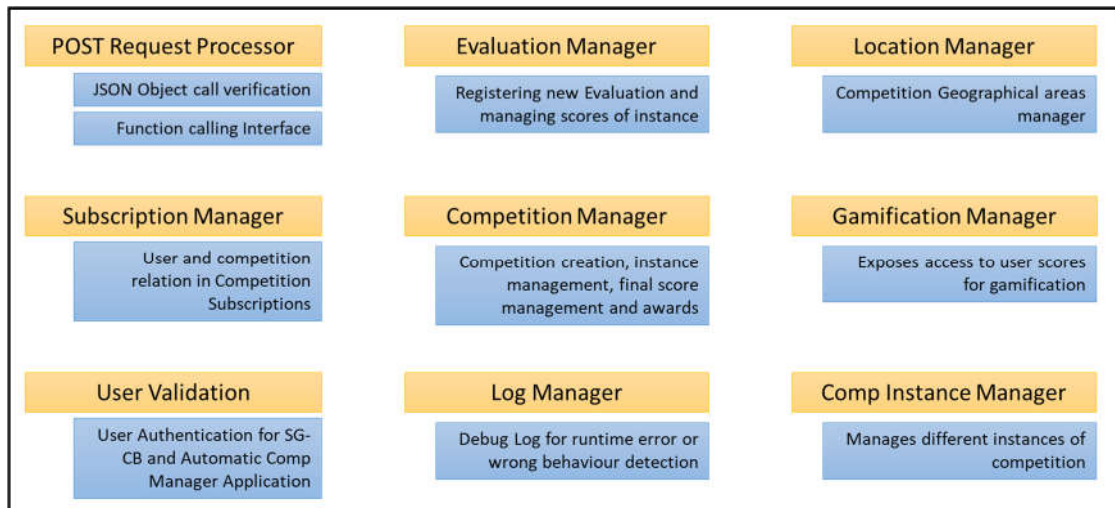 POST Request Processor
JSON Object call verification
Function calling Interface
Evaluation Manager
Registering new Evaluation and
managing scores of instance
Location Manager
Competition Geographical areas
manager
Subscription Manager
User and competition
relation in Competition
Subscriptions
Competition Manager
Competition creation, instance
management, final score
management and awards
Gamification Manager
Exposes access to user scores
for gamification
User Validation
User Authentication for SG-
CB and Automatic Comp
Manager Application
Log Manager
Debug Log for runtime error or
wrong behaviour detection
Comp Instance Manager
Manages different instances of
competition